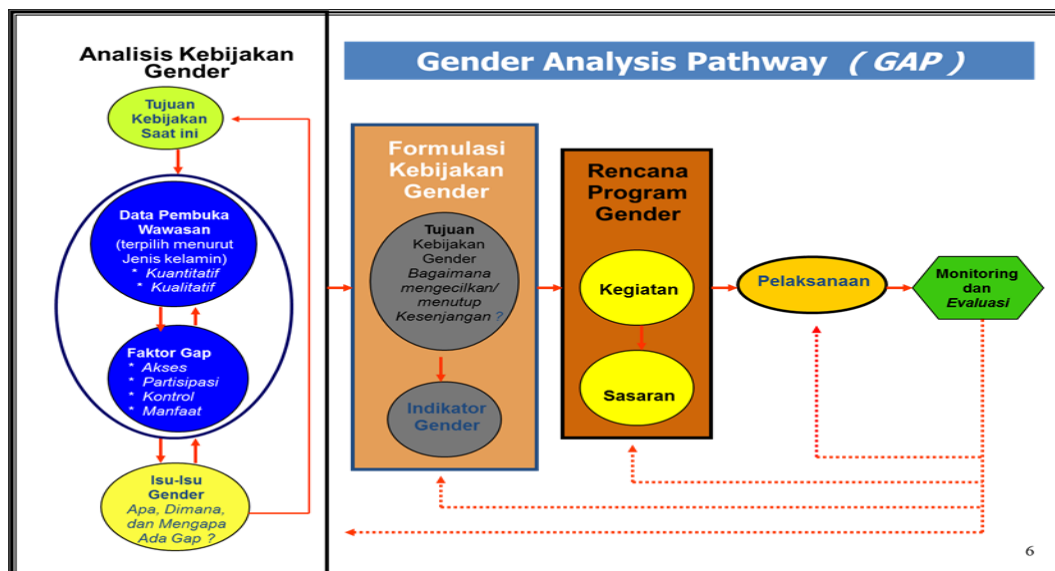 Analisis Kebijakan
Gender
Tujuan
Kebijakan
Saat ini
Data Pembuka
Wawasan
(terpilih menurut
Jenis kelamin)
* Kuantitatif
* Kualitatif
Faktor Gap
* Akses
* Partisipasi
* Kontrol
* Manfaat
Isu-Isu
Gender
Apa, Dimana,
dan Mengapa
Ada Gap ?
Gender Analysis Pathway ( GAP )
Formulasi
Kebijakan
Gender
Tujuan
Kebijakan
Gender
Bagaimana
mengecilkan/
menutup
Kesenjangan ?
Indikator
Gender
Rencana
Program
Gender
Kegiatan
Sasaran
Pelaksanaan
Monitoring
dan
Evaluasi
6